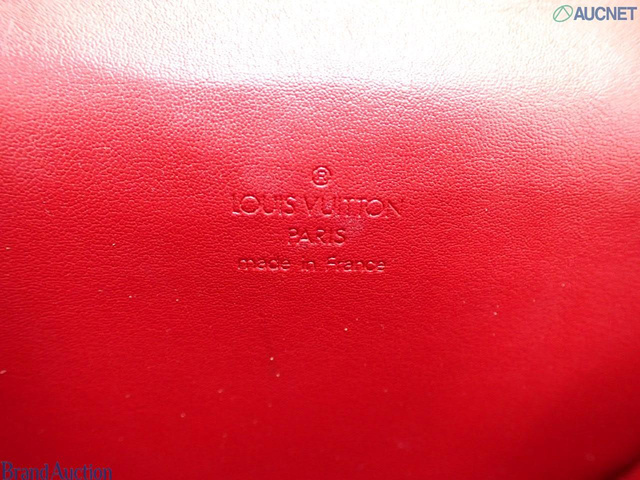 AUCNET
®
LOUIS VUITTON
PARIS
made in France
Brand Auction